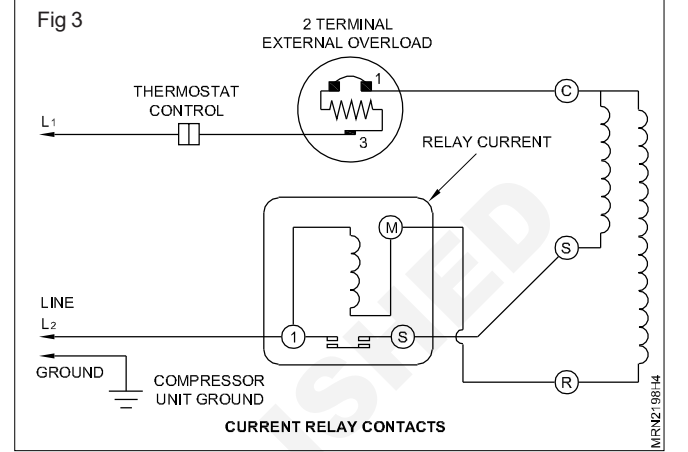 Fig 3
2 TERMINAL
EXTERNAL OVERLOAD
THERMOSTAT
CONTROL
1
C
L1
3
RELAY CURRENT
M
S
LINE
L2
1
S
GROUND
COMPRESSOR
UNIT GROUND
R
CURRENT RELAY CONTACTS
MRN2198H4
ISHED